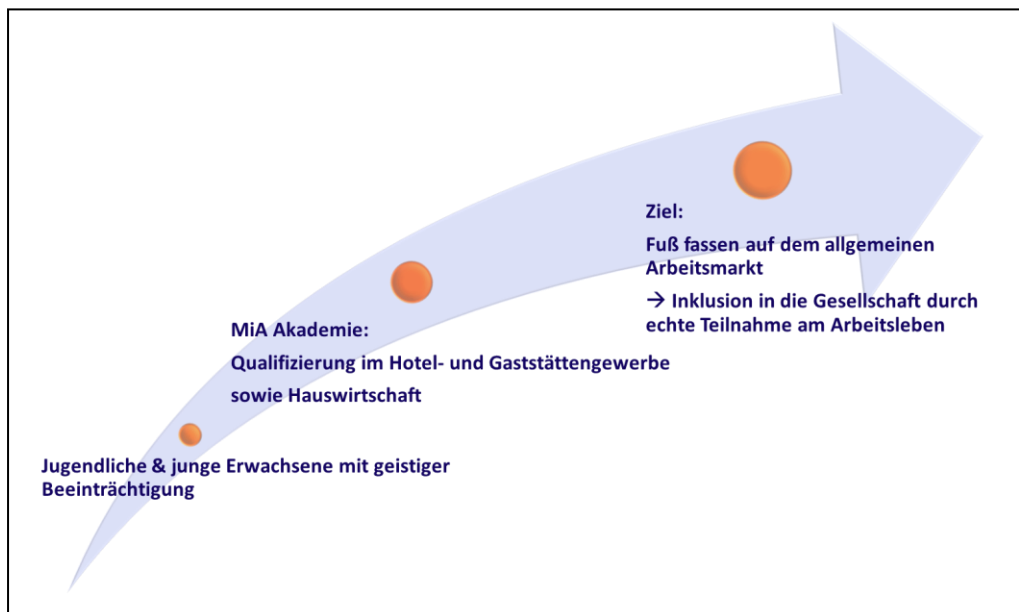 Ziel:
Fuß fassen auf dem allgemeinen
Arbeitsmarkt
→ Inklusion in die Gesellschaft durch
echte Teilnahme am Arbeitsleben
MiA Akademie:
Qualifizierung im Hotel- und Gaststättengewerbe
sowie Hauswirtschaft
Jugendliche & junge Erwachsene mit geistiger
Beeinträchtigung